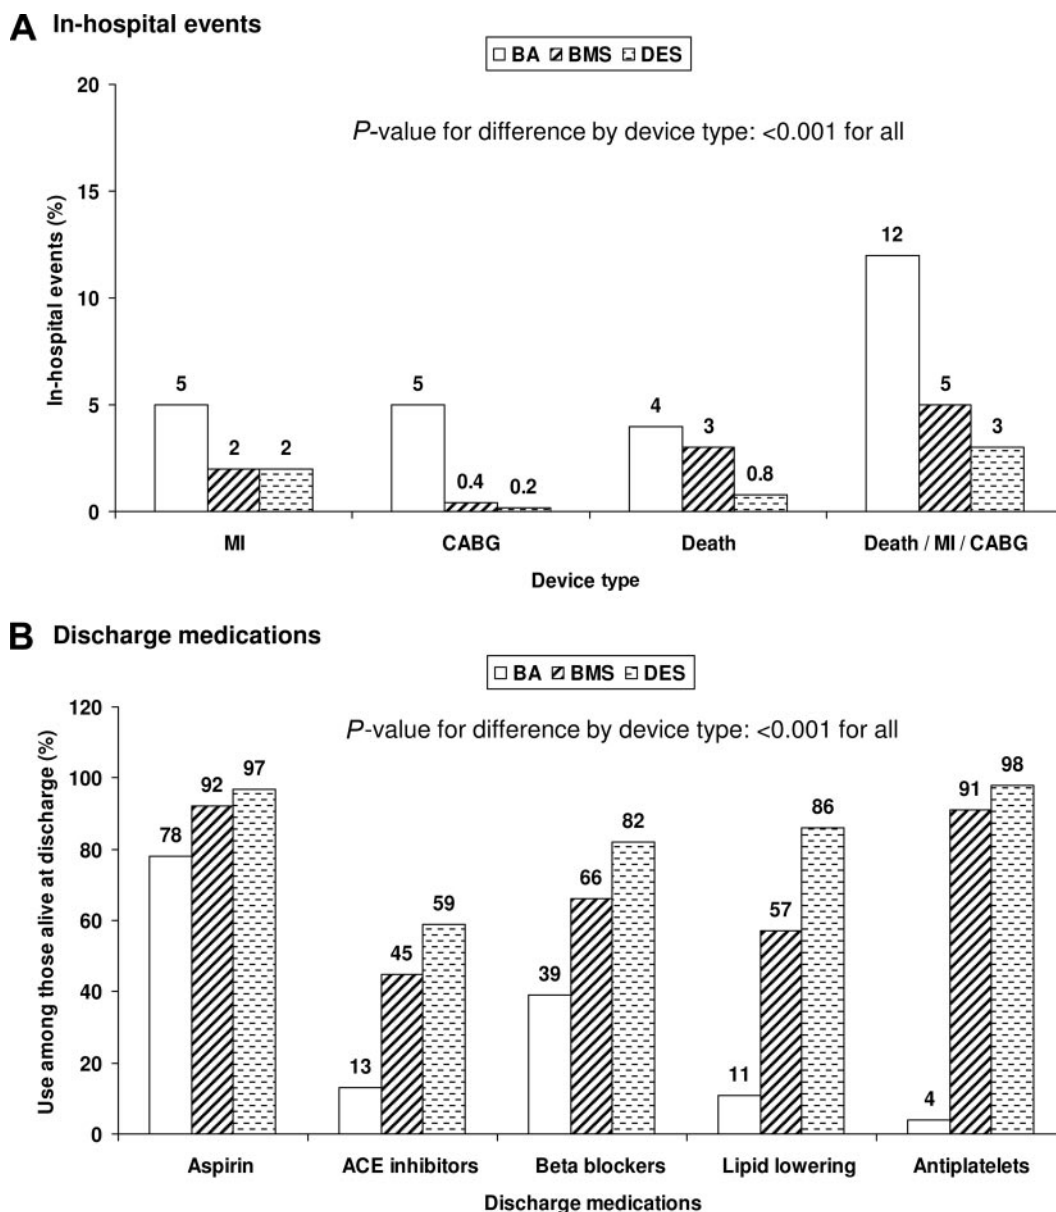 A In-hospital events
BA BMS DES
P-value for difference by device type: <0.001 for all
In-hospital events (%)
20
15
10
5
0
5 2 2
5 0.4 0.2
4 3 0.8
12 5 3
MI CABG Death Death / MI / CABG
Device type
B Discharge medications
BA BMS DES
P-value for difference by device type: <0.001 for all
Use among those alive at discharge (%)
120
100
80
60
40
20
0
78 92 97
13 45 59
39 66 82
11 57 86
4 91 98
Aspirin ACE inhibitors Beta blockers Lipid lowering Antiplatelets
Discharge medications